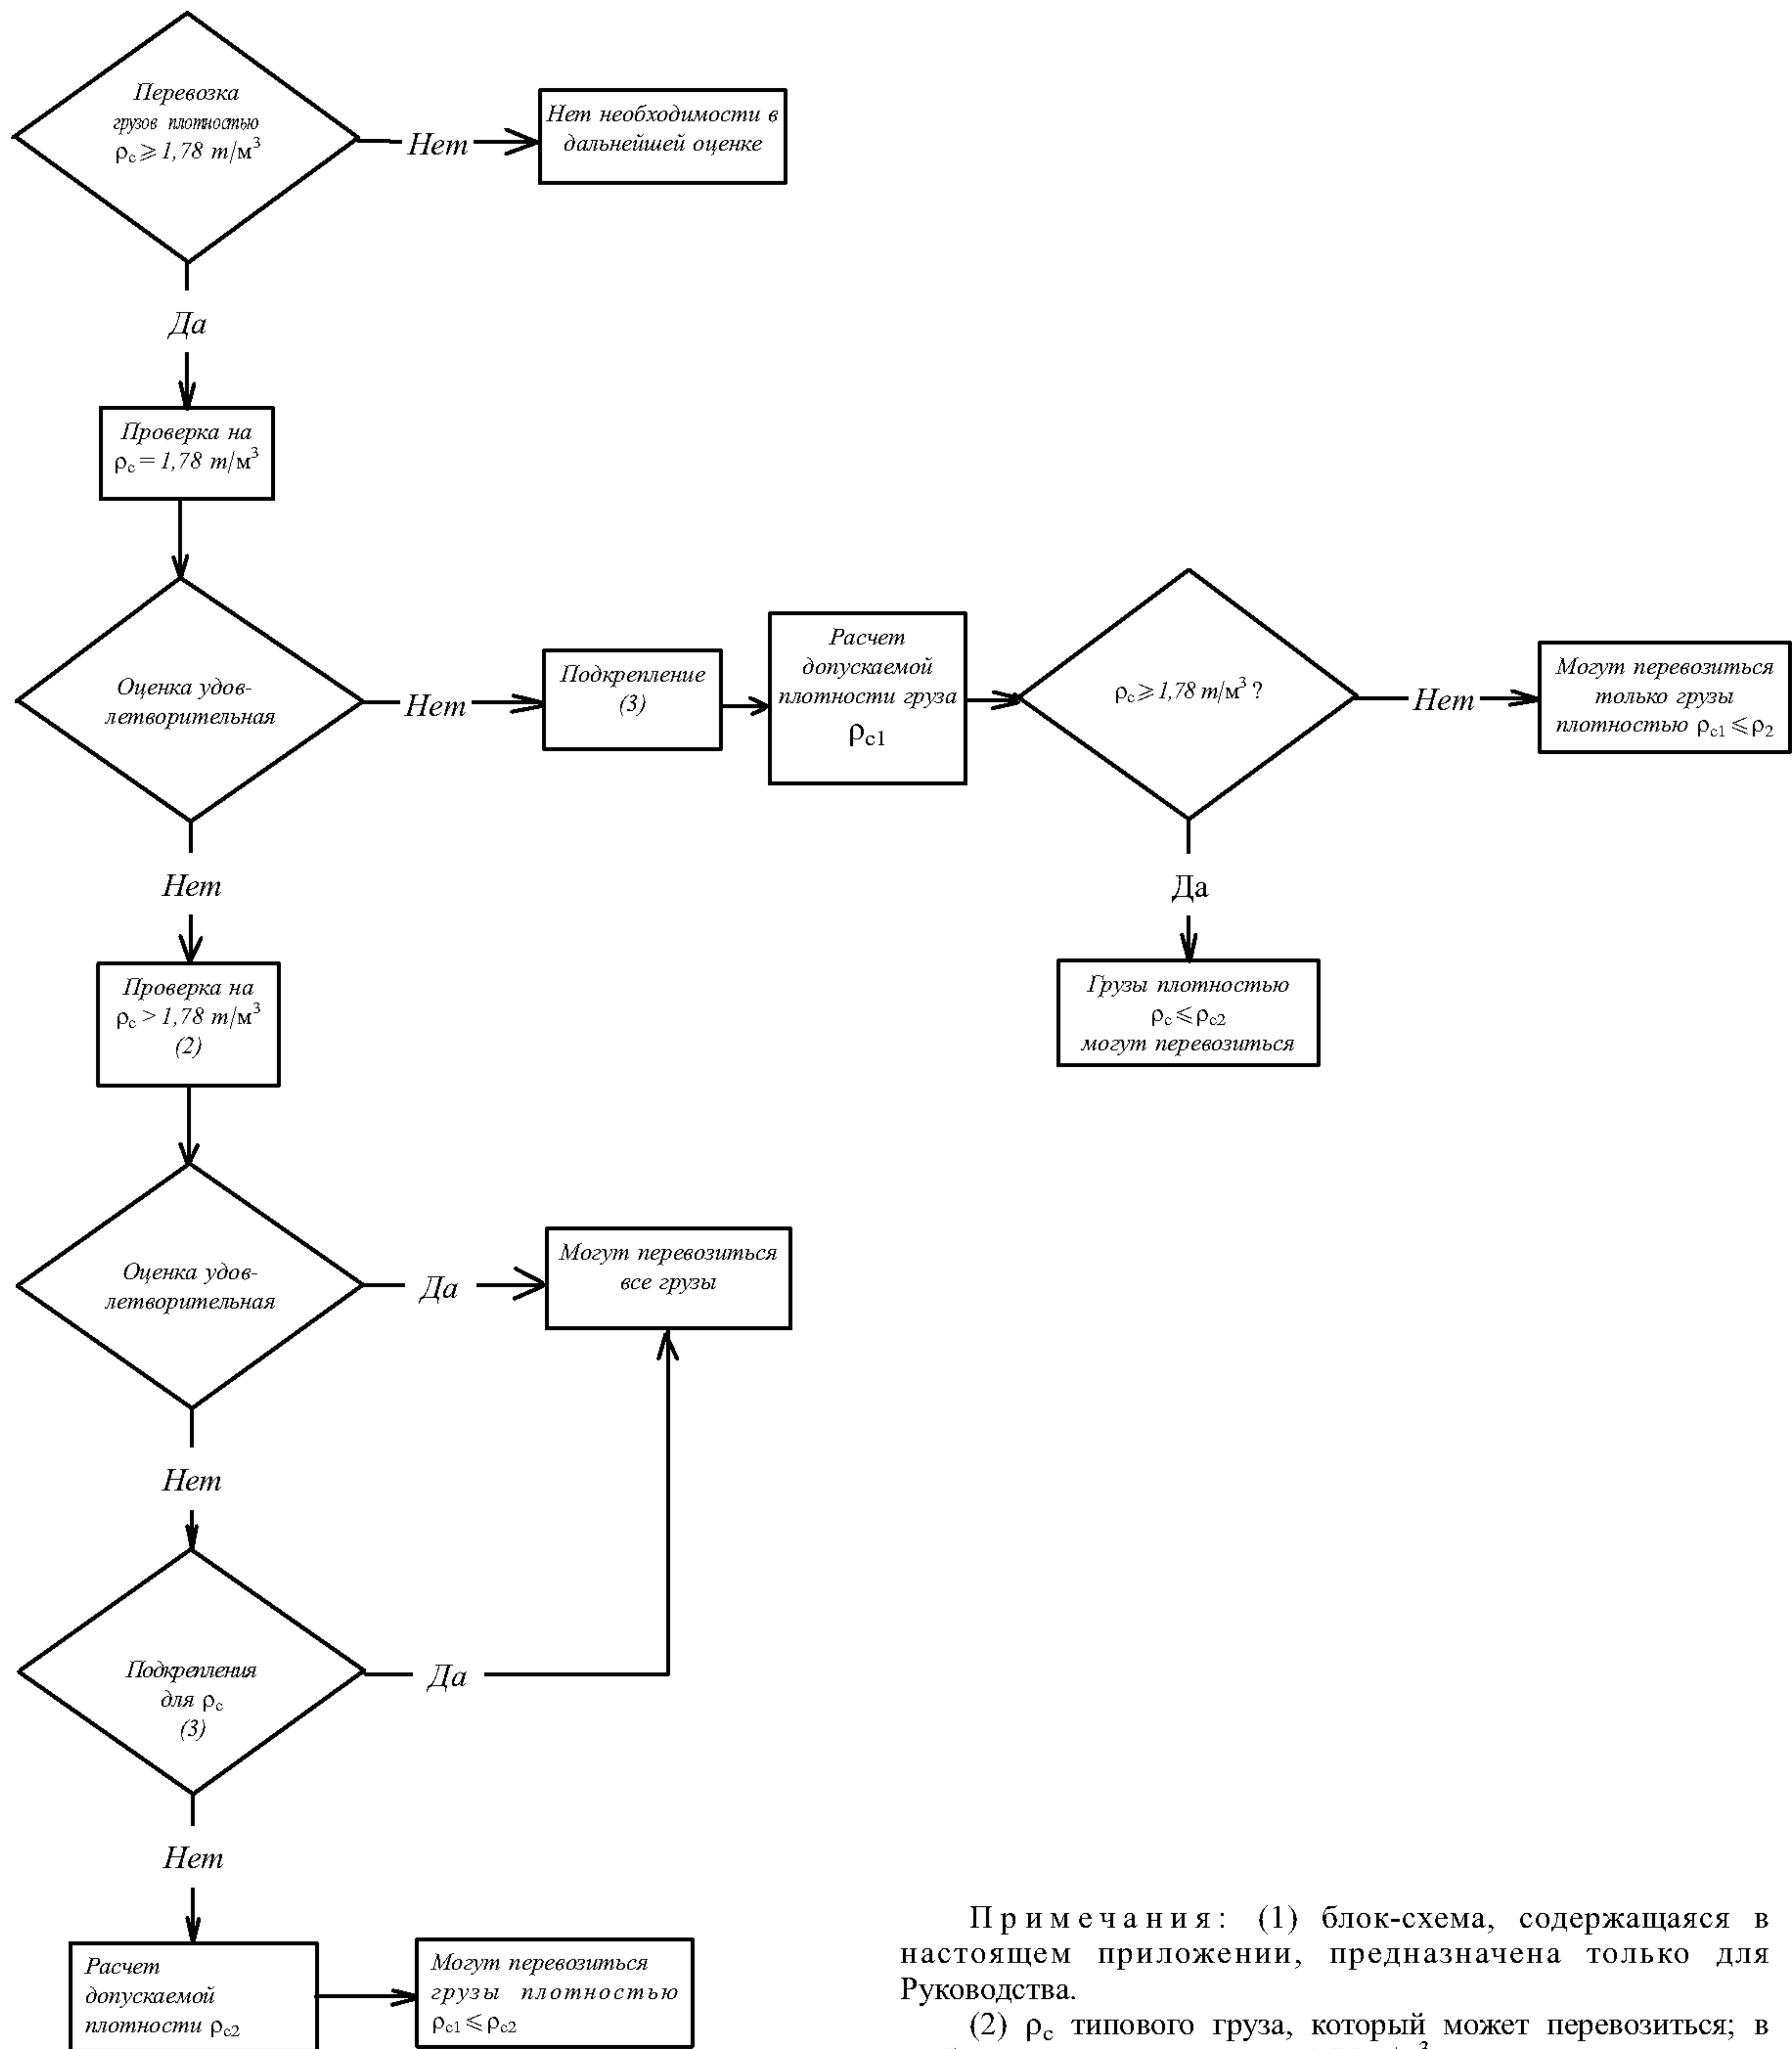 Перевозка
грузов плотностью
ρc ⩾ 1,78 т/м³
Нет
Нет необходимости в
дальнейшей оценке
Да
Проверка на
ρc = 1,78 т/м³
Оценка удов-
летворительная
Нет
Подкрепление
(3)
Расчет
допускаемой
плотности груза
ρc1
ρc ⩾ 1,78 т/м³ ?
Нет
Могут перевозиться
только грузы
плотностью ρc1 ⩽ ρ2
Да
Грузы плотностью
ρc ⩽ ρc2
могут перевозиться
Нет
Проверка на
ρc > 1,78 т/м³
(2)
Оценка удов-
летворительная
Да
Могут перевозиться
все грузы
Нет
Подкрепления
для ρc
(3)
Да
Нет
Расчет
допускаемой
плотности ρc2
Могут перевозиться
грузы плотностью
ρc1 ⩽ ρc2
Примечания: (1) блок-схема, содержащаяся в
настоящем приложении, предназначена только для
Руководства.
(2) ρc типового груза, который может перевозиться; в